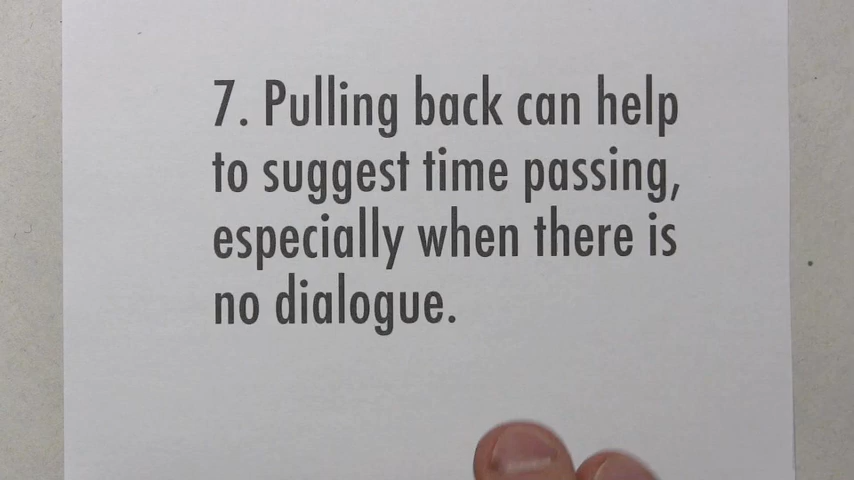 7. Pulling back can help
to suggest time passing,
especially when there is
no dialogue.